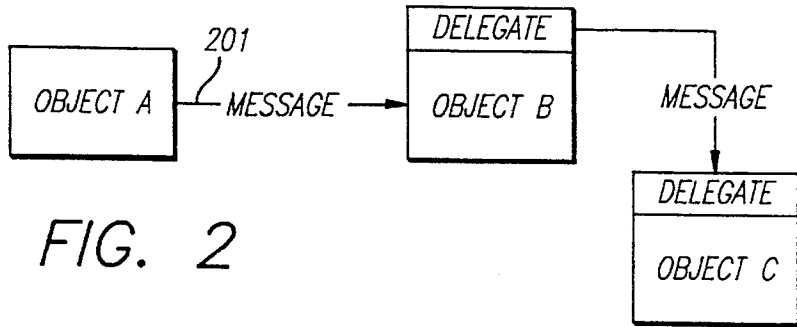 201
OBJECT A
MESSAGE
DELEGATE
OBJECT B
MESSAGE
DELEGATE
OBJECT C
FIG. 2